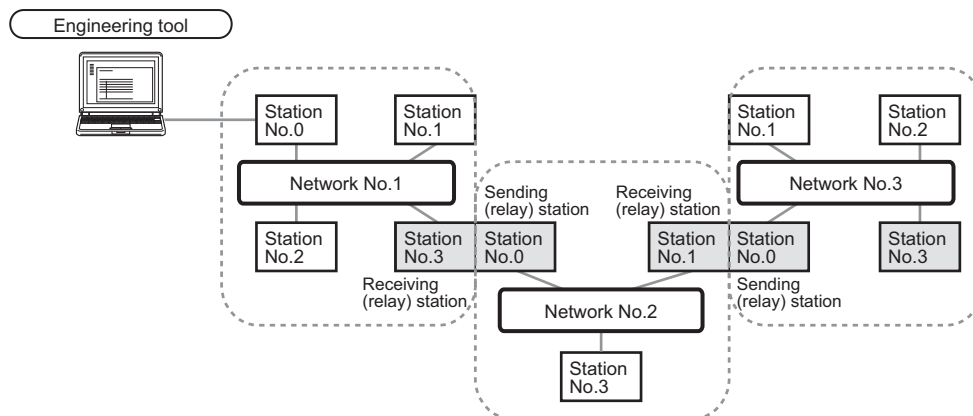 Engineering tool
Station
No.0
Station
No.1
Network No.1
Station
No.2
Station
No.3
Receiving
(relay) station
Sending
(relay) station
Station
No.0
Receiving
(relay) station
Station
No.1
Network No.2
Station
No.3
Station
No.1
Station
No.2
Network No.3
Station
No.0
Sending
(relay) station
Station
No.3